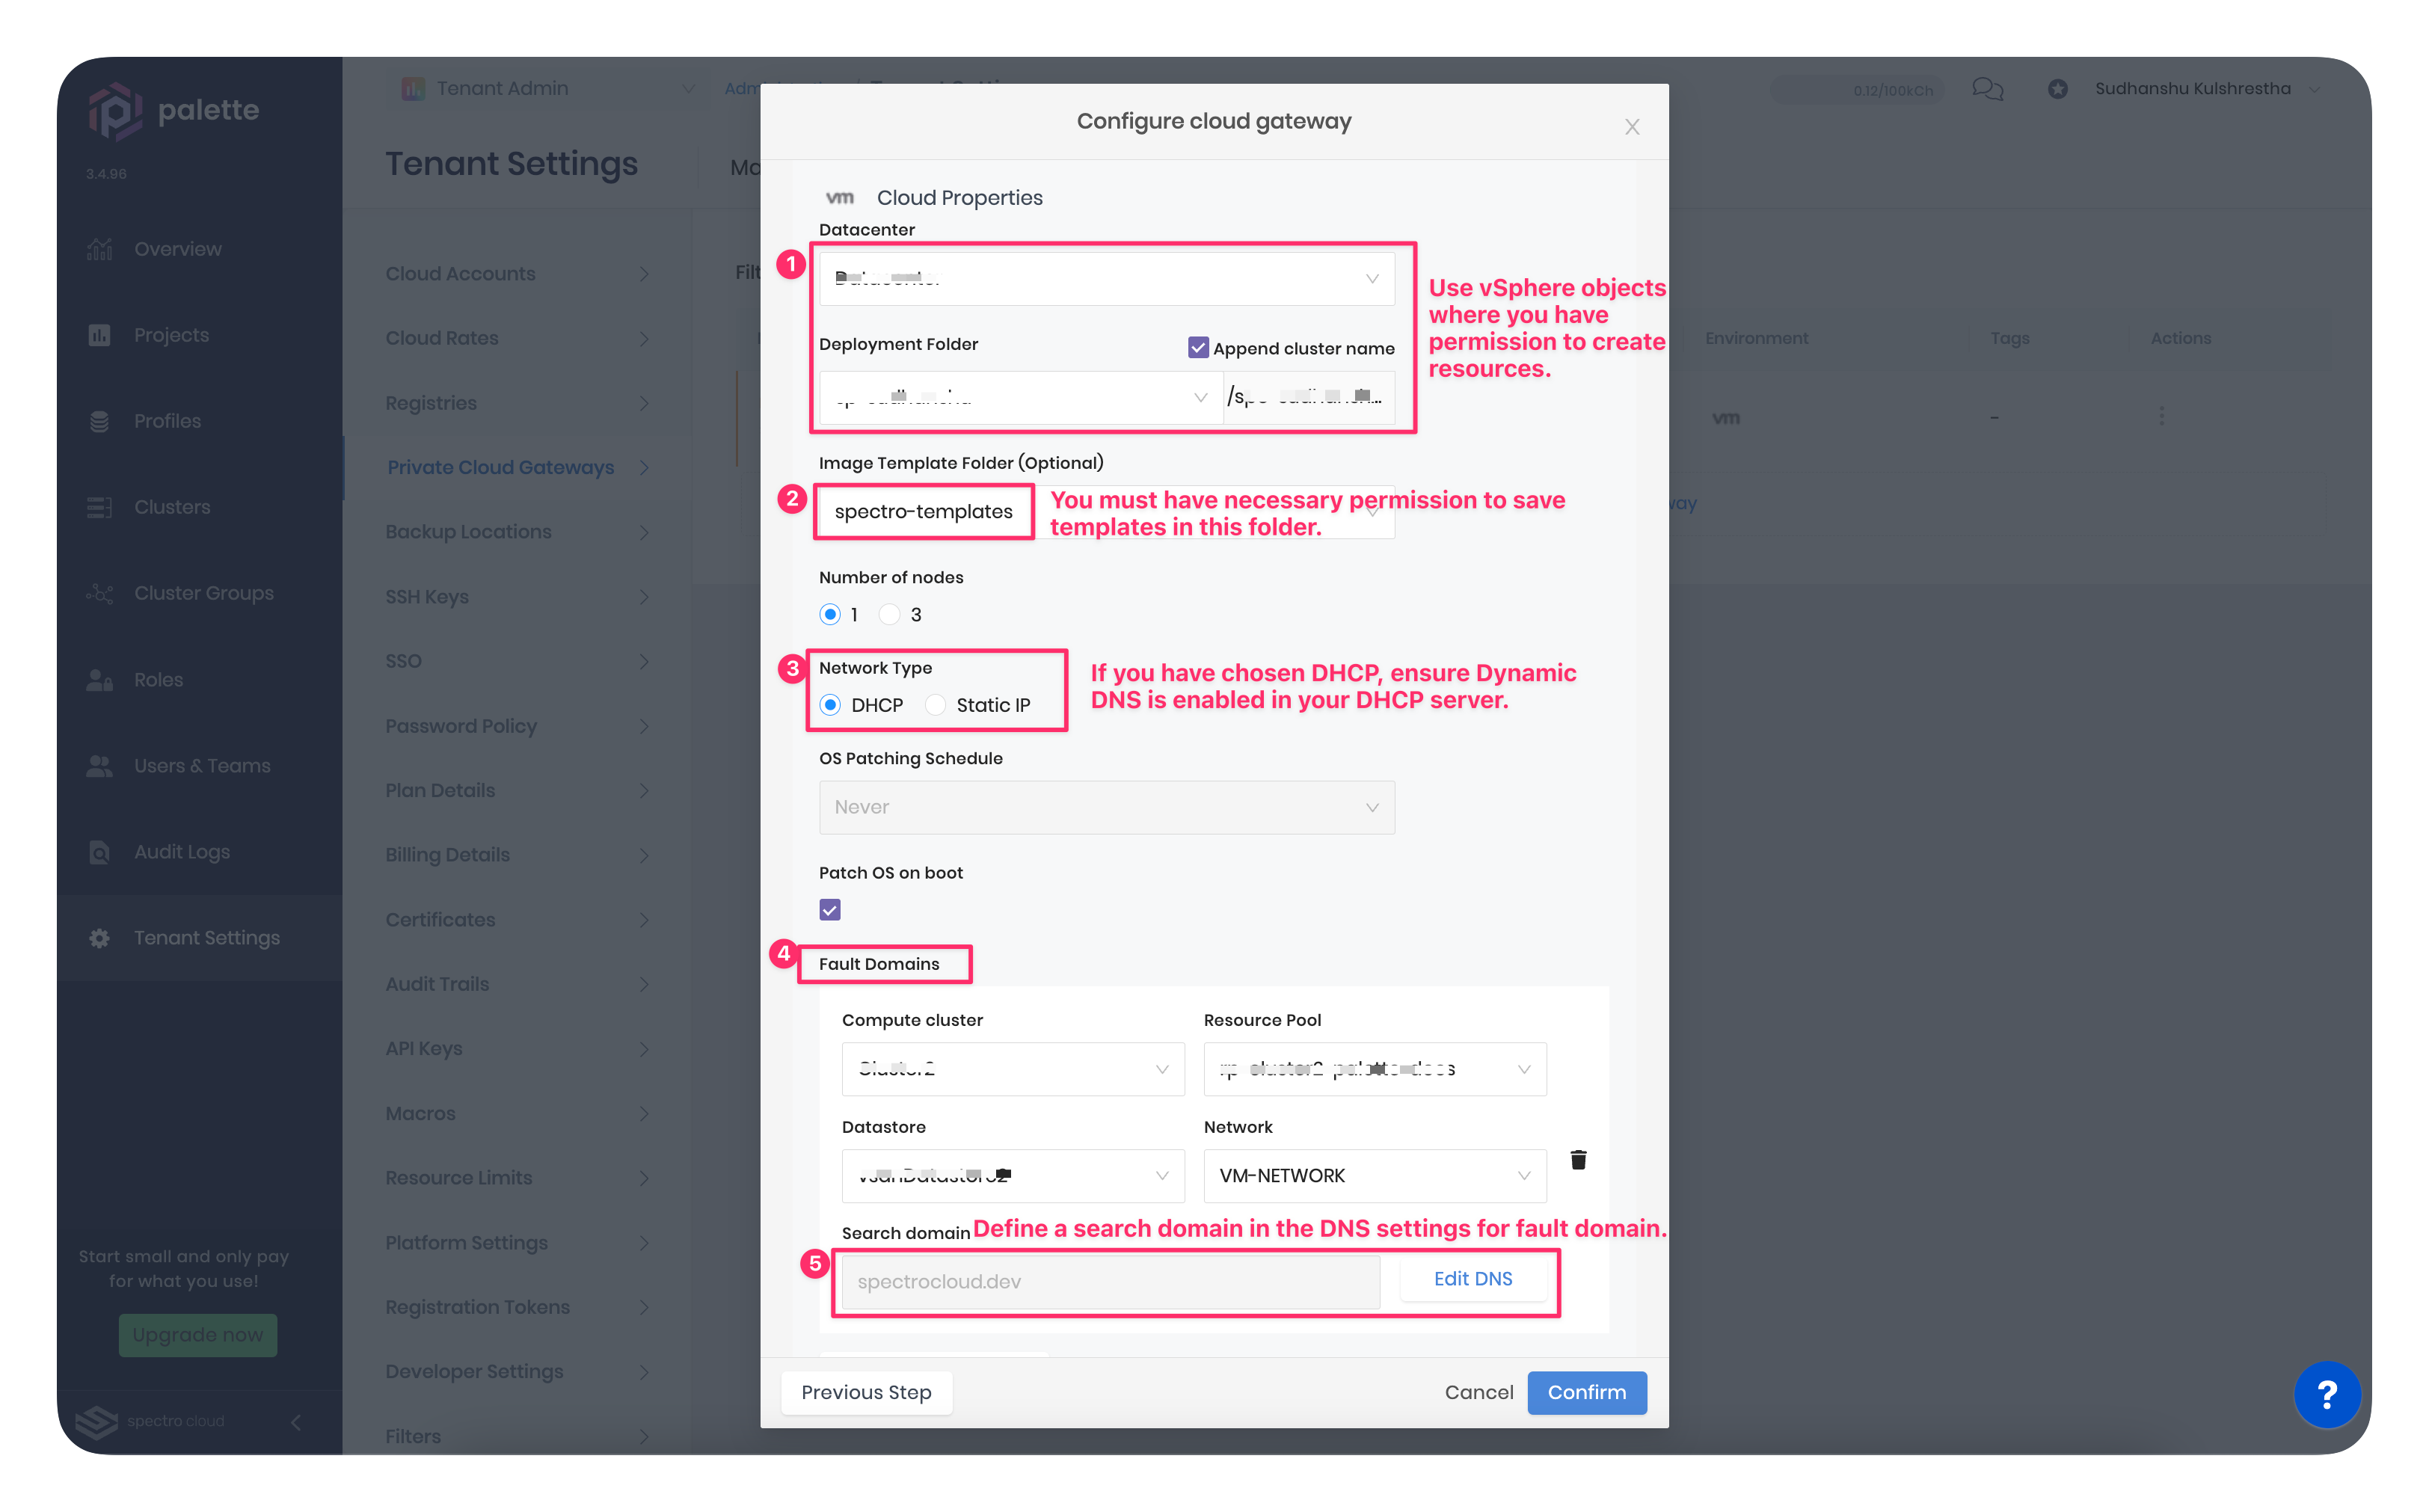 palette
3.4.96
Overview
Projects
Profiles
Clusters
Cluster Groups
Roles
Users & Teams
Audit Logs
Tenant Settings
Start small and only pay
for what you use!
Upgrade now
spectro cloud
Tenant Admin
0.12/100kCh
Sudhanshu Kulshrestha
Tenant Settings
Cloud Accounts
Cloud Rates
Registries
Private Cloud Gateways
Backup Locations
SSH Keys
SSO
Password Policy
Plan Details
Billing Details
Certificates
Audit Trails
API Keys
Macros
Resource Limits
Platform Settings
Registration Tokens
Developer Settings
Filters
Environment Tags Actions
vm -
Configure cloud gateway
X
vm Cloud Properties
Datacenter
1
Use vSphere objects
where you have
permission to create
resources.
Deployment Folder
Append cluster name
Image Template Folder (Optional)
2 spectro-templates
You must have necessary permission to save
templates in this folder.
Number of nodes
1 3
3 Network Type
DHCP Static IP
If you have chosen DHCP, ensure Dynamic
DNS is enabled in your DHCP server.
OS Patching Schedule
Never
Patch OS on boot
4 Fault Domains
Compute cluster Resource Pool
Datastore Network
VM-NETWORK
Search domain Define a search domain in the DNS settings for fault domain.
5 spectrocloud.dev Edit DNS
Previous Step Cancel Confirm
?